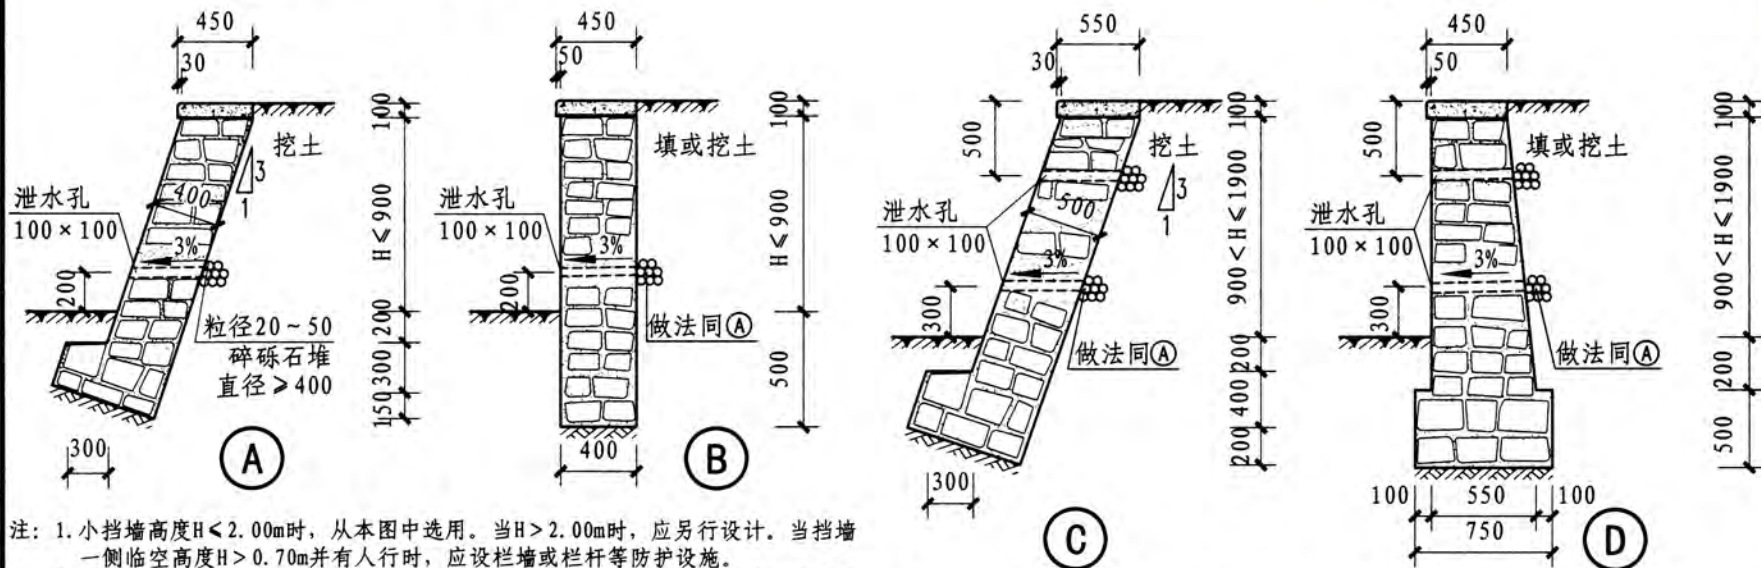 450
30
100
挖土
3
1
400
泄水孔
100×100
3%
200
H≤900
粒径20~50
碎砾石堆
直径≥400
200
300
150
300
A
450
50
100
填或挖土
泄水孔
100×100
3%
200
H≤900
做法同Ⓐ
500
400
B
550
30
100
500
挖土
3
1
500
泄水孔
100×100
3%
300
900<H≤1900
做法同Ⓐ
200
400
200
300
C
450
50
100
500
填或挖土
泄水孔
100×100
3%
300
900<H≤1900
做法同Ⓐ
200
500
100 550 100
750
D
注: 1.小挡墙高度H≤2.00m时，从本图中选用。当H>2.00m时，应另行设计。当挡墙
一侧临空高度H>0.70m并有人行时，应设栏墙或栏杆等防护设施。